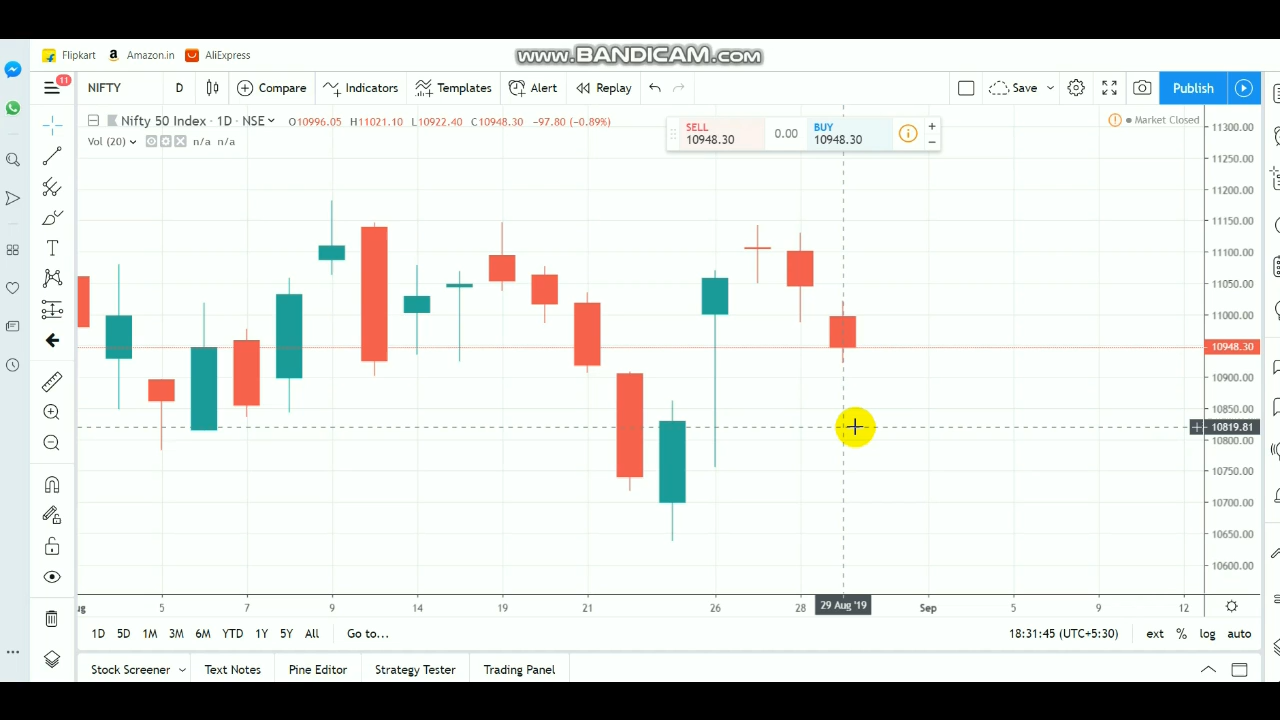 Flipkart Amazon.in AliExpress www.BANDICAM.com
11 NIFTY D Compare Indicators Templates Alert Replay Save Publish
Nifty 50 Index · 1D · NSE O10996.05 H11021.10 L10922.40 C10948.30 -97.80 (-0.89%)
Vol (20) n/a n/a
SELL
10948.30
0.00
BUY
10948.30
Market Closed
11300.00
11250.00
11200.00
11150.00
11100.00
11050.00
11000.00
10948.30
10900.00
10850.00
10819.81
10800.00
10750.00
10700.00
10650.00
10600.00
ug 5 7 9 14 19 21 26 28 29 Aug '19 Sep 5 9 12
1D 5D 1M 3M 6M YTD 1Y 5Y All Go to... 18:31:45 (UTC+5:30) ext % log auto
Stock Screener Text Notes Pine Editor Strategy Tester Trading Panel